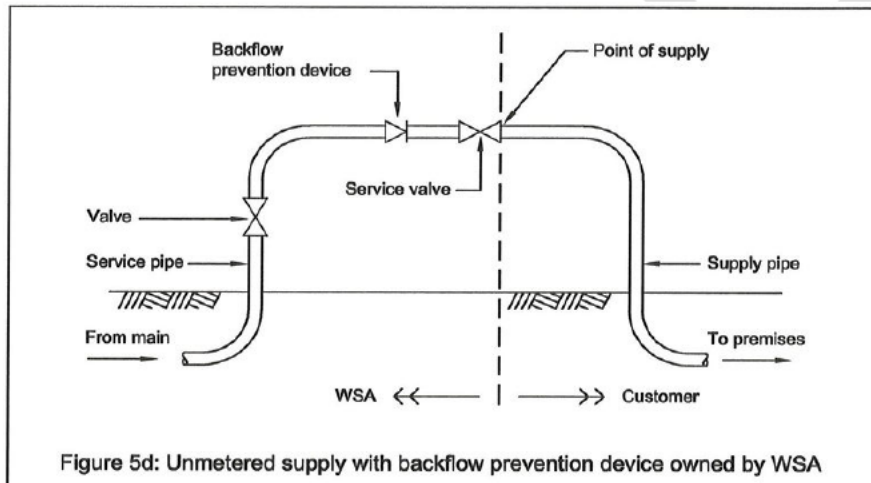 Backflow
prevention device
Point of supply
Service valve
Valve
Service pipe
Supply pipe
From main
To premises
WSA
Customer
Figure 5d: Unmetered supply with backflow prevention device owned by WSA